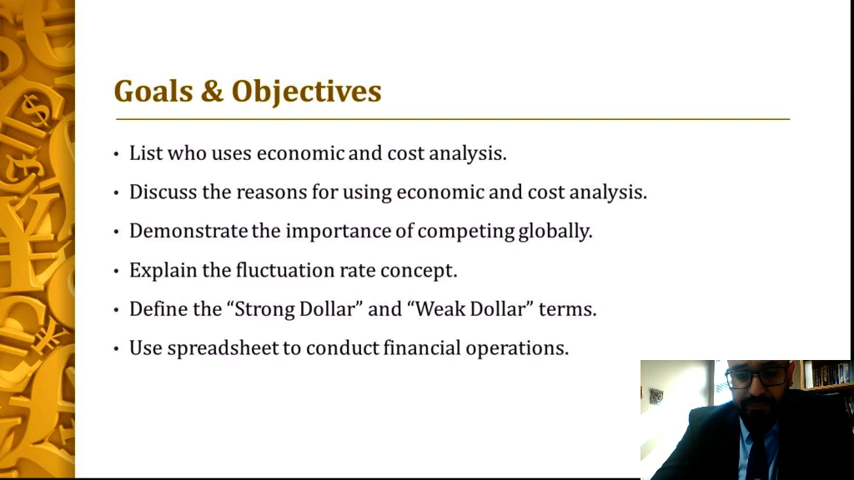 Goals & Objectives
• List who uses economic and cost analysis.
• Discuss the reasons for using economic and cost analysis.
• Demonstrate the importance of competing globally.
• Explain the fluctuation rate concept.
• Define the “Strong Dollar” and “Weak Dollar” terms.
• Use spreadsheet to conduct financial operations.